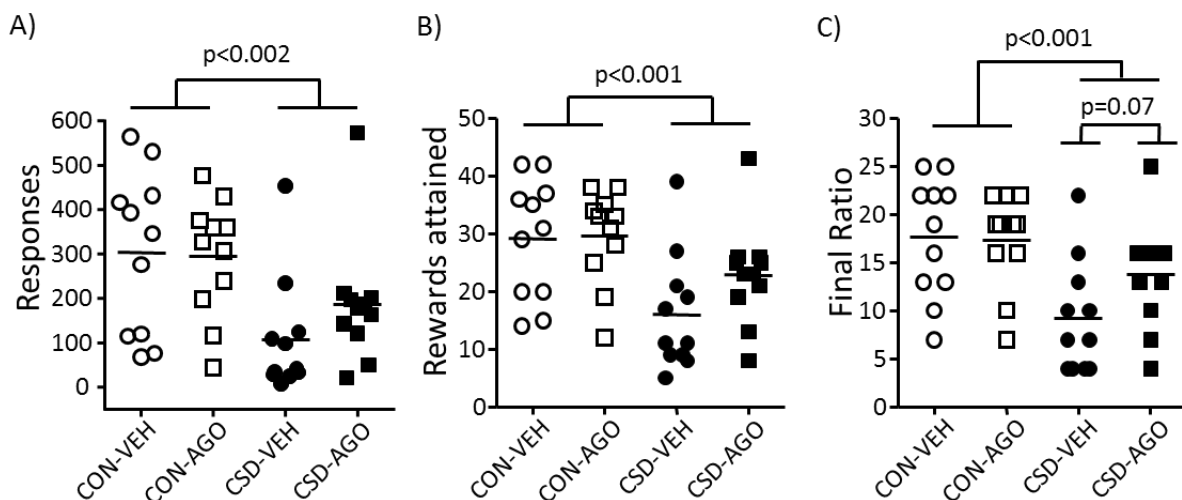 A)
p<0.002
Responses
600
500
400
300
200
100
0
CON-VEH
CON-AGO
CSD-VEH
CSD-AGO
B)
p<0.001
Rewards attained
50
40
30
20
10
0
CON-VEH
CON-AGO
CSD-VEH
CSD-AGO
C)
p<0.001
p=0.07
Final Ratio
30
25
20
15
10
5
0
CON-VEH
CON-AGO
CSD-VEH
CSD-AGO